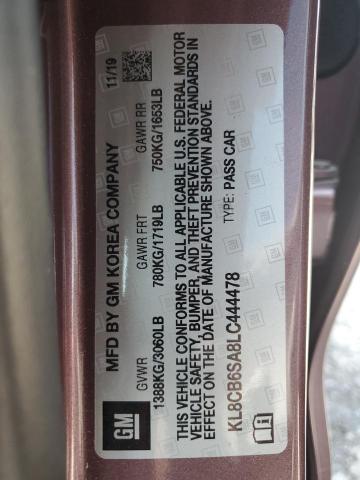 MFD BY GM KOREA COMPANY 11/19
GVWR GAWR FRT GAWR RR
1388KG/3060LB 780KG/1719LB 750KG/1653LB
THIS VEHICLE CONFORMS TO ALL APPLICABLE U.S. FEDERAL MOTOR
VEHICLE SAFETY, BUMPER, AND THEFT PREVENTION STANDARDS IN
EFFECT ON THE DATE OF MANUFACTURE SHOWN ABOVE.
KL8CB6SA8LC444478 TYPE: PASS CAR
GM